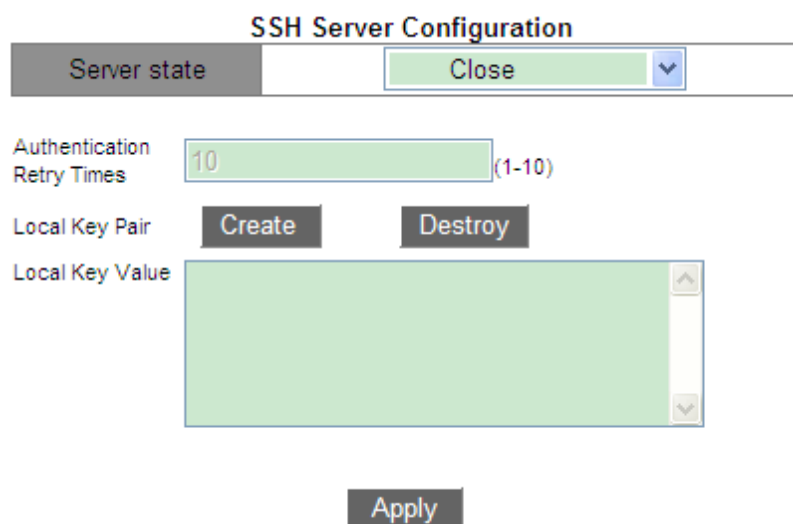 SSH Server Configuration
Server state Close
Authentication
Retry Times
10 (1-10)
Local Key Pair Create Destroy
Local Key Value
Apply